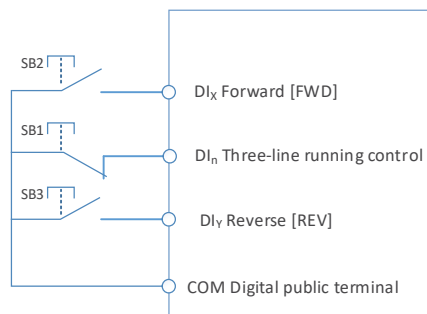 SB2
DIX Forward [FWD]
SB1
DIn Three-line running control
SB3
DIY Reverse [REV]
COM Digital public terminal